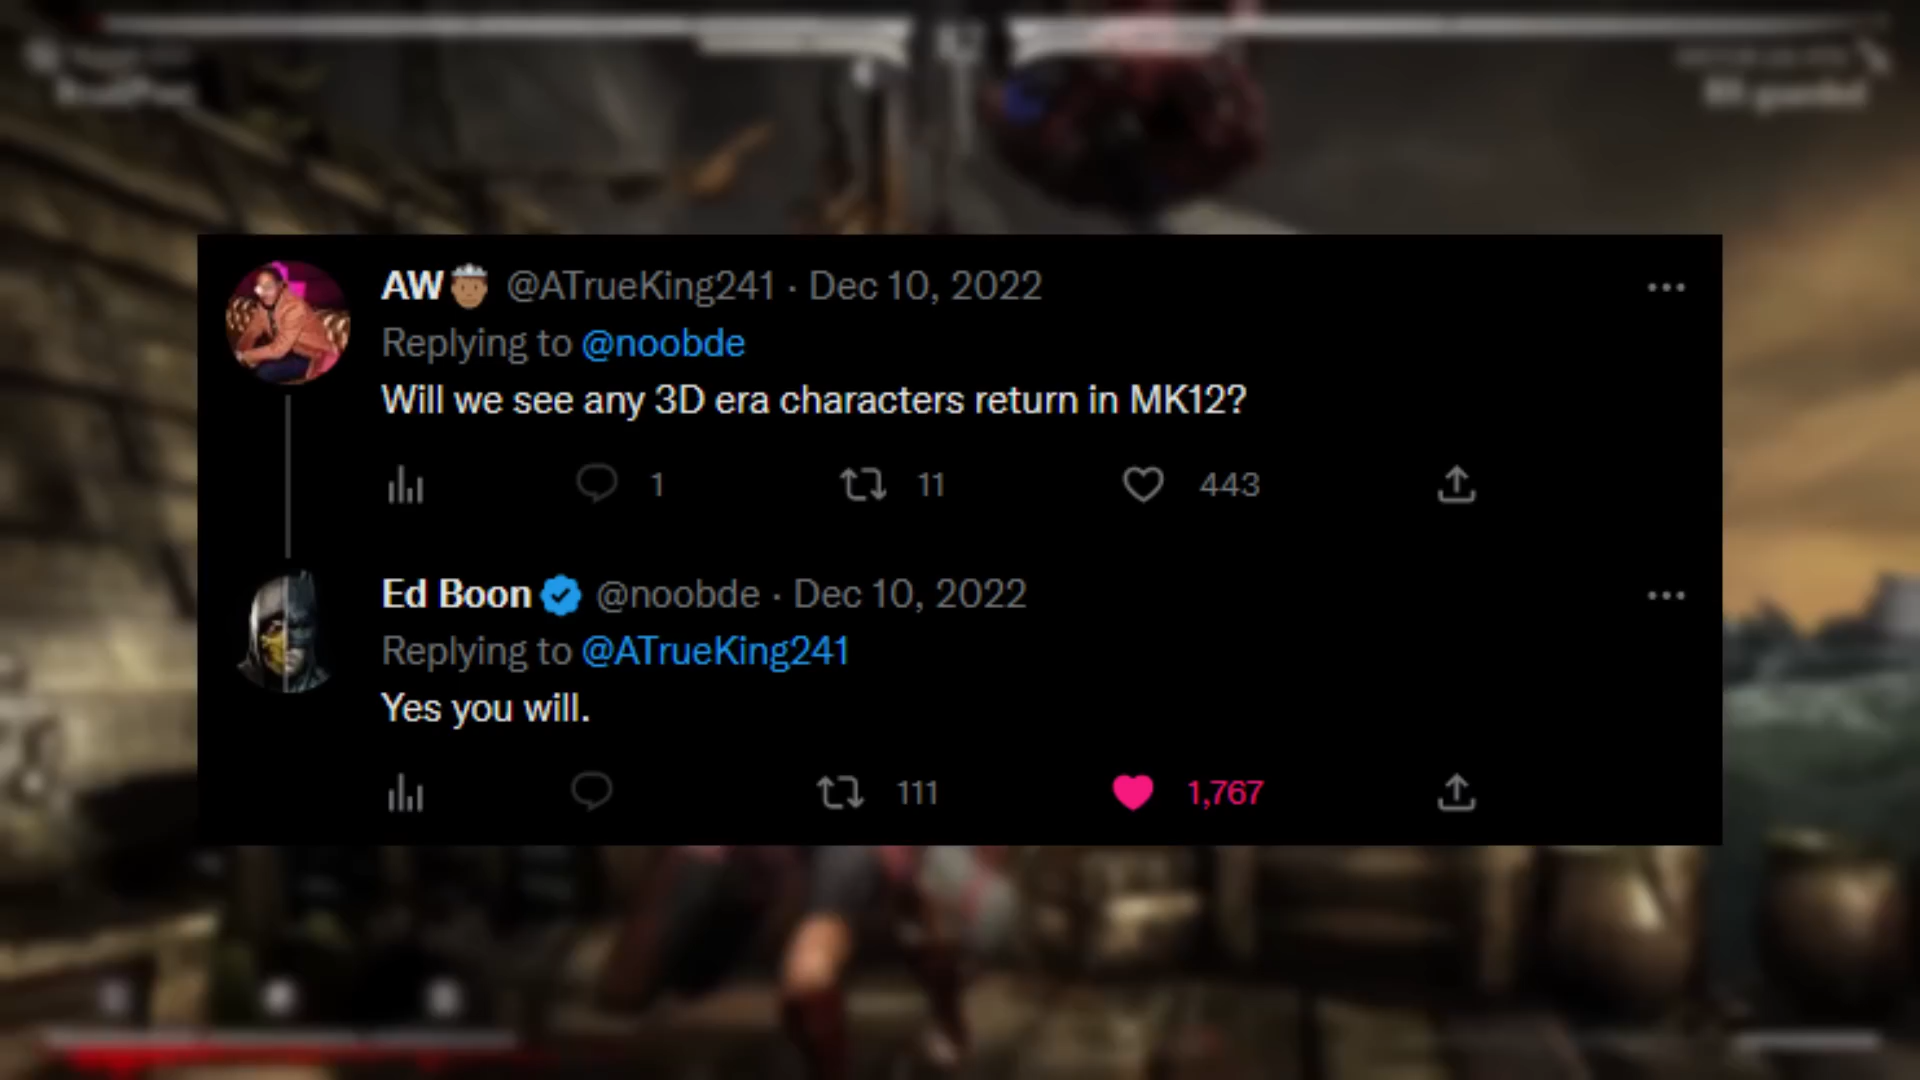 AW @ATrueKing241 · Dec 10, 2022
Replying to @noobde
Will we see any 3D era characters return in MK12?
1 11 443
Ed Boon @noobde · Dec 10, 2022
Replying to @ATrueKing241
Yes you will.
111 1,767